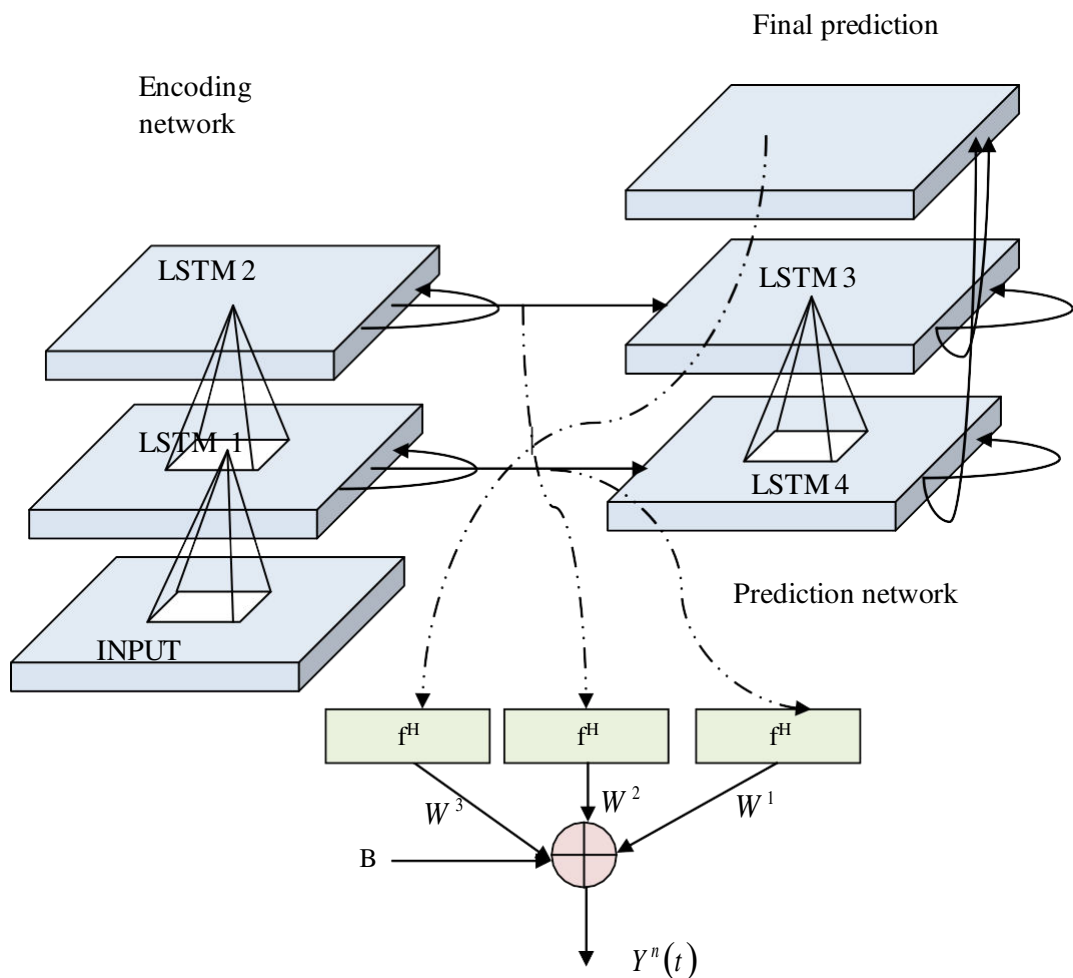 Final prediction
Encoding
network
LSTM 2
LSTM 3
LSTM 1
LSTM 4
Prediction network
INPUT
f^H
f^H
f^H
W^3
W^2
W^1
B
Y^n(t)